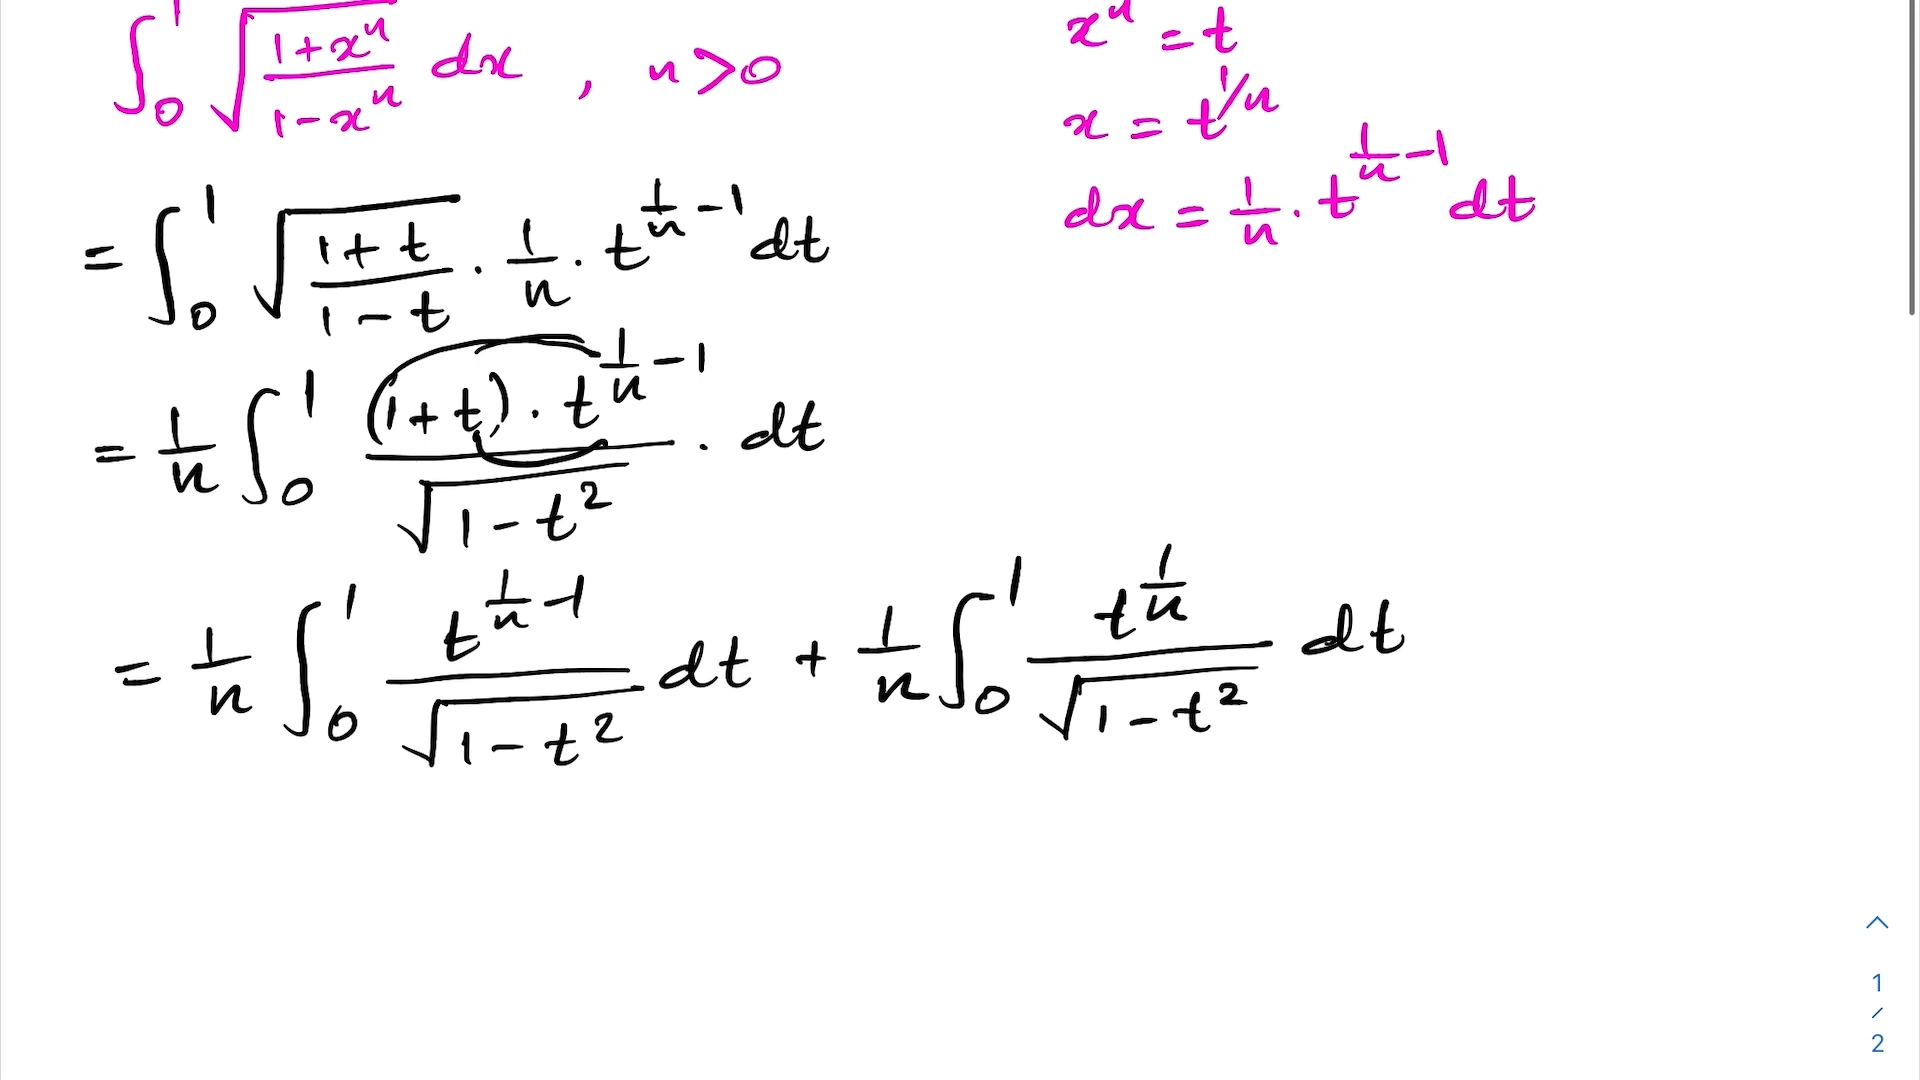 ∫₀¹ √((1+xⁿ)/(1-xⁿ)) dx , n>0
xⁿ = t
x = t^(1/n)
dx = 1/n · t^(1/n - 1) dt
= ∫₀¹ √((1+t)/(1-t)) · 1/n · t^(1/n - 1) dt
= 1/n ∫₀¹ ((1+t) · t^(1/n - 1))/√(1-t²) · dt
= 1/n ∫₀¹ t^(1/n - 1)/√(1-t²) dt + 1/n ∫₀¹ t^(1/n)/√(1-t²) dt
1
/
2